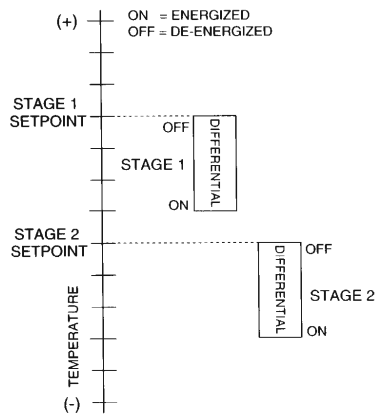 (+)
ON = ENERGIZED
OFF = DE-ENERGIZED
STAGE 1
SETPOINT
OFF
DIFFERENTIAL
STAGE 1
ON
STAGE 2
SETPOINT
OFF
DIFFERENTIAL
STAGE 2
ON
TEMPERATURE
(-)